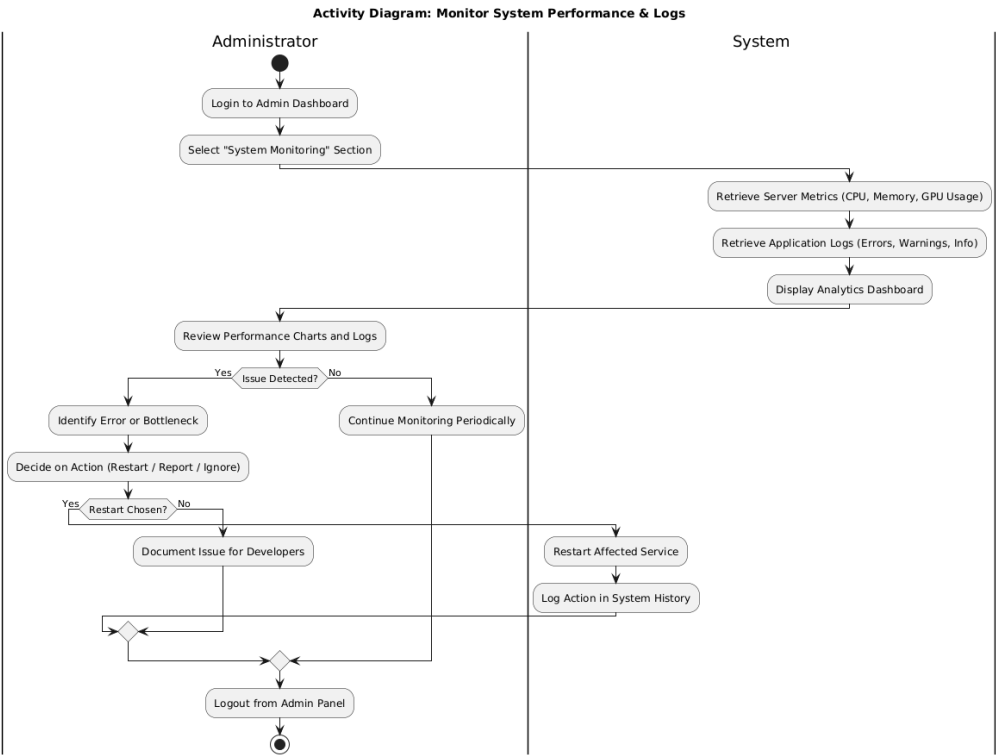 Activity Diagram: Monitor System Performance & Logs
Administrator
System
Login to Admin Dashboard
Select "System Monitoring" Section
Retrieve Server Metrics (CPU, Memory, GPU Usage)
Retrieve Application Logs (Errors, Warnings, Info)
Display Analytics Dashboard
Review Performance Charts and Logs
Yes
Issue Detected?
No
Identify Error or Bottleneck
Continue Monitoring Periodically
Decide on Action (Restart / Report / Ignore)
Yes
Restart Chosen?
No
Document Issue for Developers
Restart Affected Service
Log Action in System History
Logout from Admin Panel